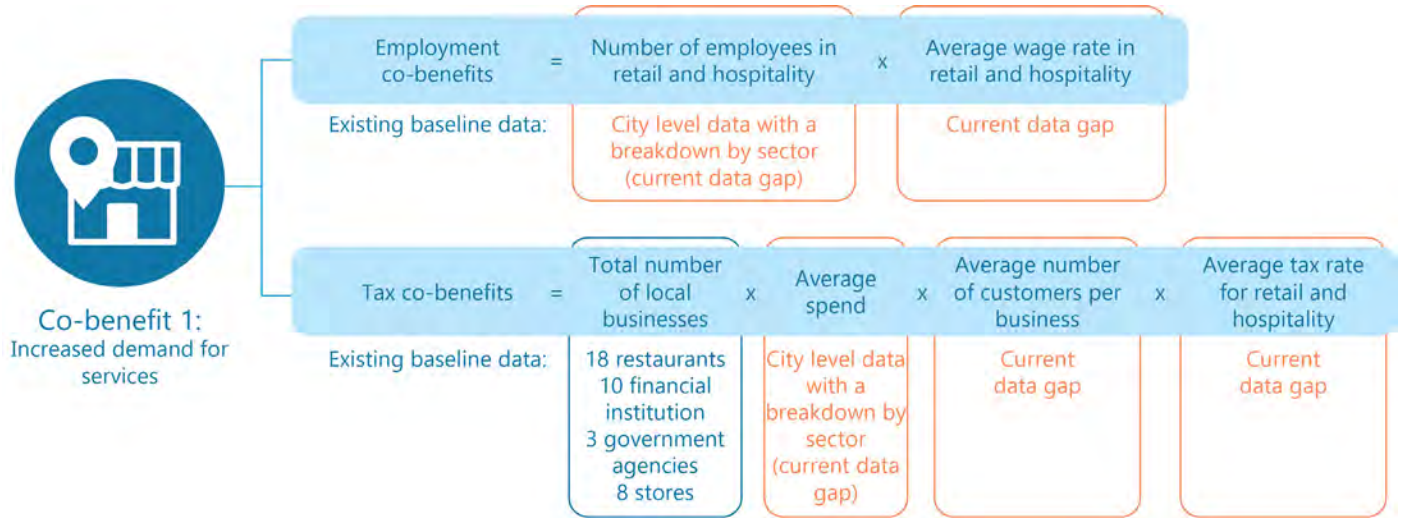 Employment
co-benefits
=
Number of employees in
retail and hospitality
x
Average wage rate in
retail and hospitality
Existing baseline data:
City level data with a
breakdown by sector
(current data gap)
Current data gap
Co-benefit 1:
Increased demand for
services
Tax co-benefits
=
Total number
of local
businesses
x
Average
spend
x
Average number
of customers per
business
x
Average tax rate
for retail and
hospitality
Existing baseline data:
18 restaurants
10 financial
institution
3 government
agencies
8 stores
City level data
with a
breakdown by
sector
(current data
gap)
Current
data gap
Current
data gap